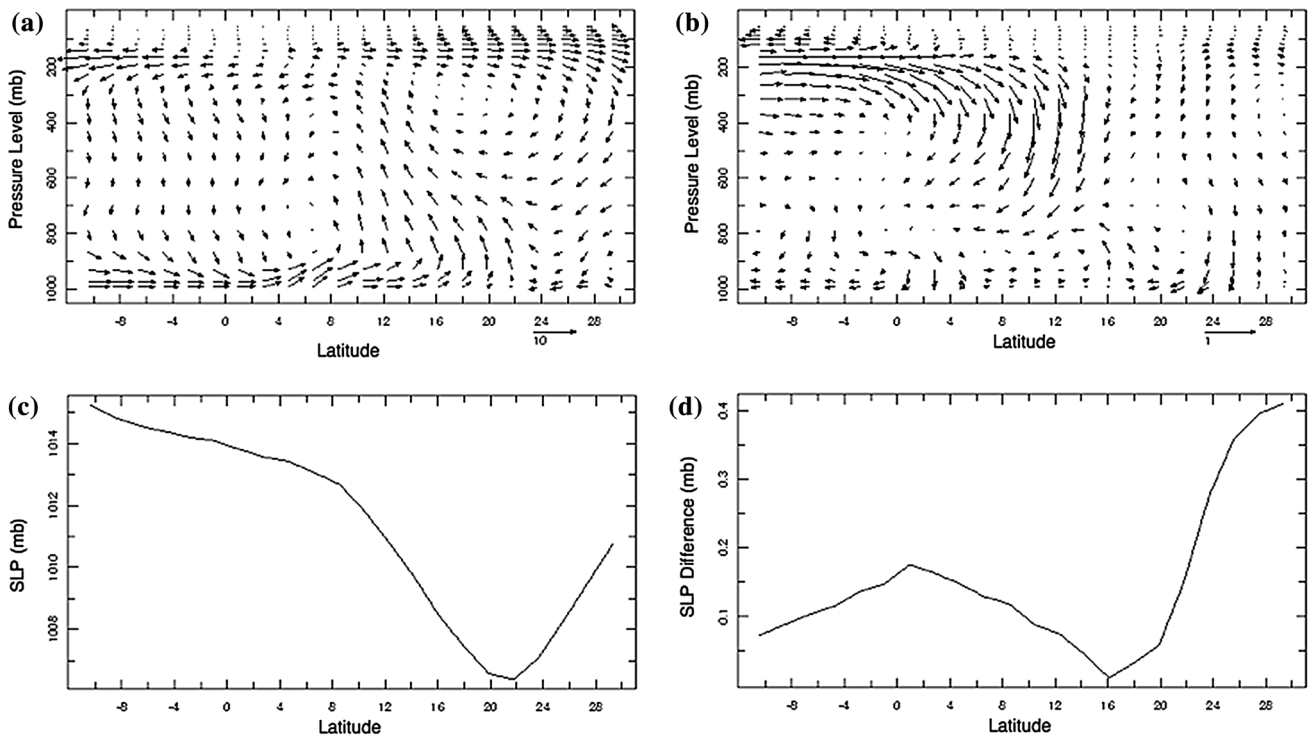 (a)
Pressure Level (mb)
200
400
600
800
1000
-8 -4 0 4 8 12 16 20 24 28
10
Latitude
(b)
Pressure Level (mb)
200
400
600
800
1000
-8 -4 0 4 8 12 16 20 24 28
1
Latitude
(c)
SLP (mb)
1014
1012
1010
1008
-8 -4 0 4 8 12 16 20 24 28
Latitude
(d)
SLP Difference (mb)
0.4
0.3
0.2
0.1
-8 -4 0 4 8 12 16 20 24 28
Latitude